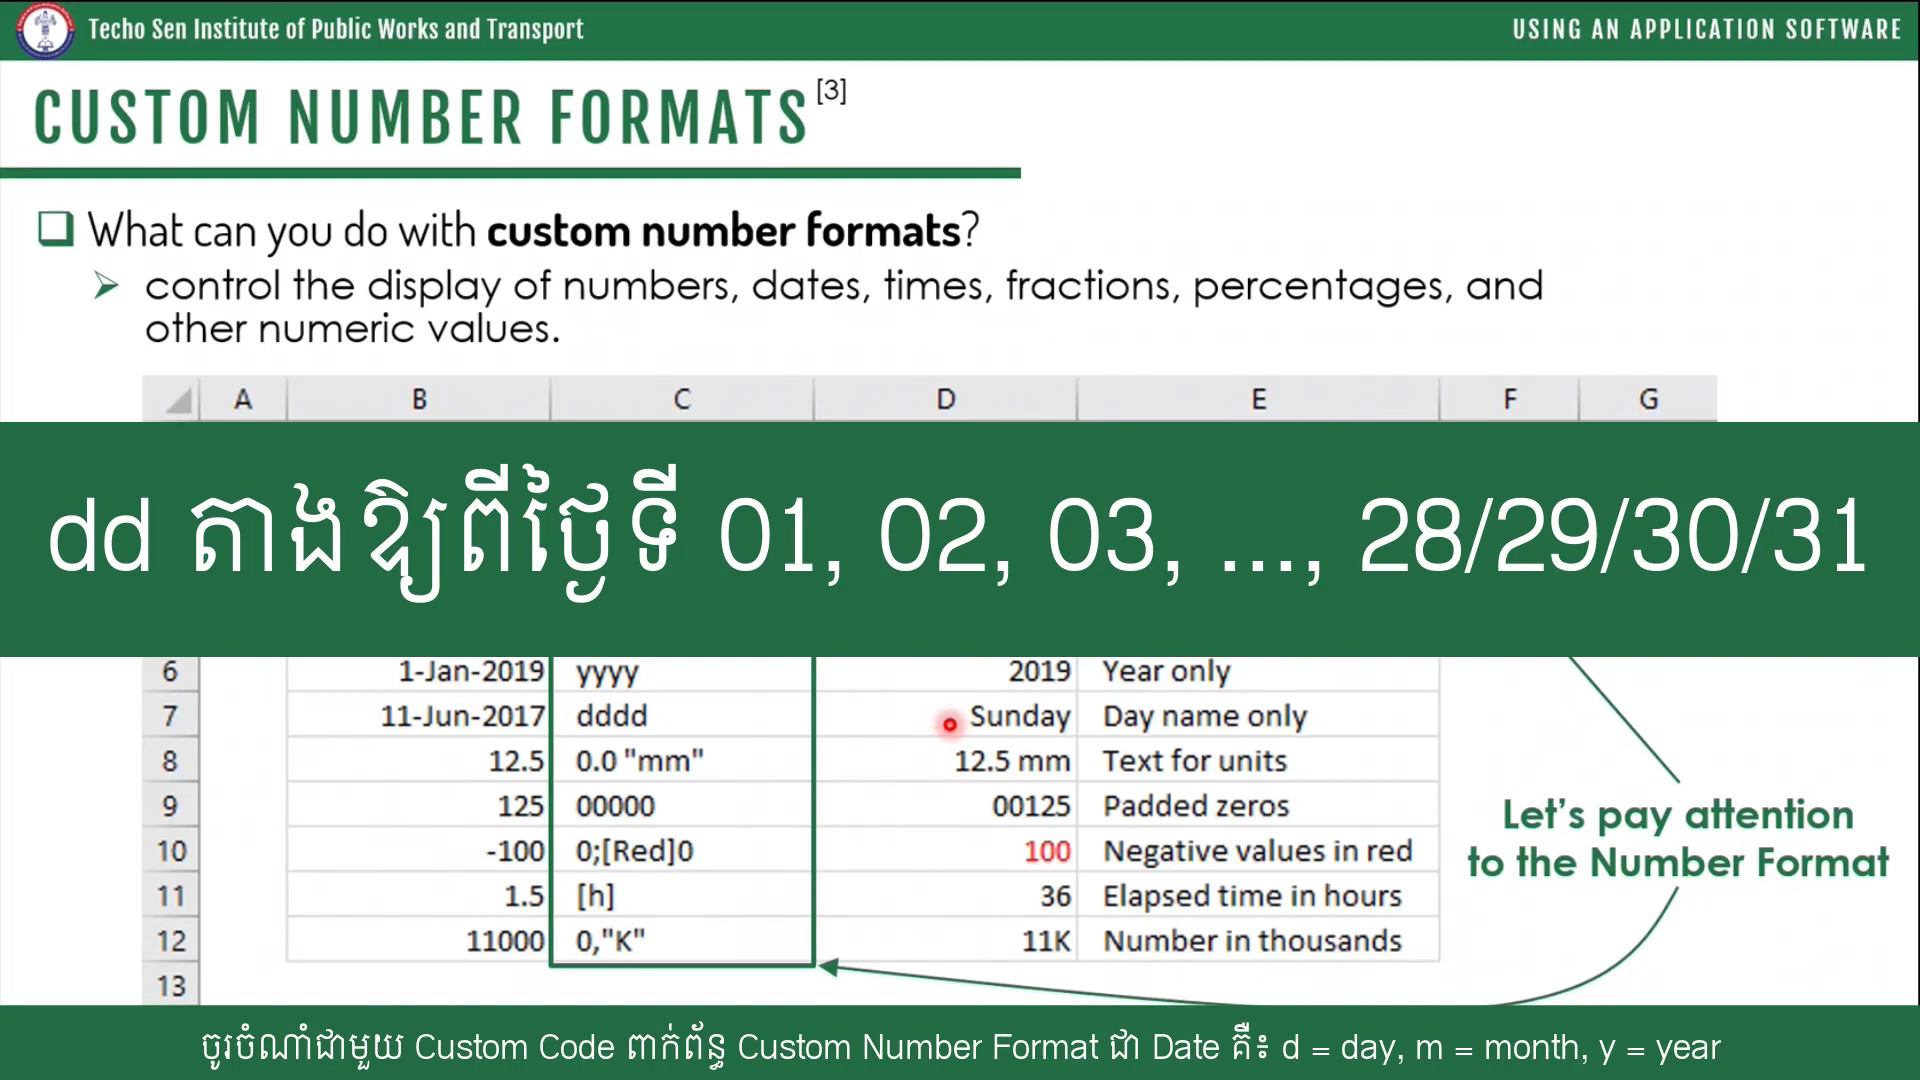 Techo Sen Institute of Public Works and Transport
USING AN APPLICATION SOFTWARE
CUSTOM NUMBER FORMATS [3]
What can you do with custom number formats?
control the display of numbers, dates, times, fractions, percentages, and
other numeric values.
A B C D E F G
dd តាងឱ្យពីថ្ងៃទី 01, 02, 03, ..., 28/29/30/31
6 1-Jan-2019 yyyy 2019 Year only
7 11-Jun-2017 dddd Sunday Day name only
8 12.5 0.0 "mm" 12.5 mm Text for units
9 125 00000 00125 Padded zeros
10 -100 0;[Red]0 100 Negative values in red
11 1.5 [h] 36 Elapsed time in hours
12 11000 0,"K" 11K Number in thousands
13
Let's pay attention
to the Number Format
ចូរចំណាំជាមួយ Custom Code ពាក់ព័ន្ធ Custom Number Format ជា Date គឺ៖ d = day, m = month, y = year